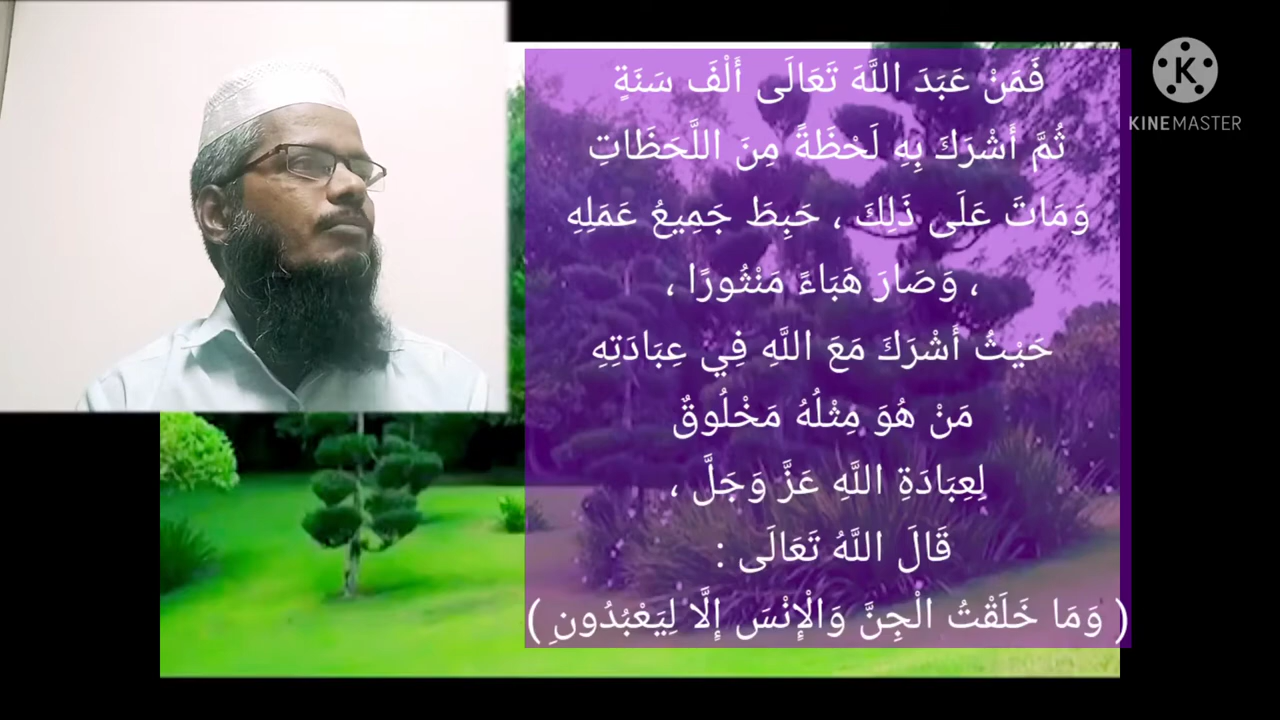 فَمَنْ عَبَدَ اللَّهَ تَعَالَى أَلْفَ سَنَةٍ
ثُمَّ أَشْرَكَ بِهِ لَحْظَةً مِنَ اللَّحَظَاتِ
وَمَاتَ عَلَى ذَلِكَ ، حَبِطَ جَمِيعُ عَمَلِهِ
، وَصَارَ هَبَاءً مَنْثُورًا ،
حَيْثُ أَشْرَكَ مَعَ اللَّهِ فِي عِبَادَتِهِ
مَنْ هُوَ مِثْلُهُ مَخْلُوقٌ
لِعِبَادَةِ اللَّهِ عَزَّ وَجَلَّ ،
قَالَ اللَّهُ تَعَالَى :
( وَمَا خَلَقْتُ الْجِنَّ وَالْإِنْسَ إِلَّا لِيَعْبُدُونِ )
K
KINEMASTER